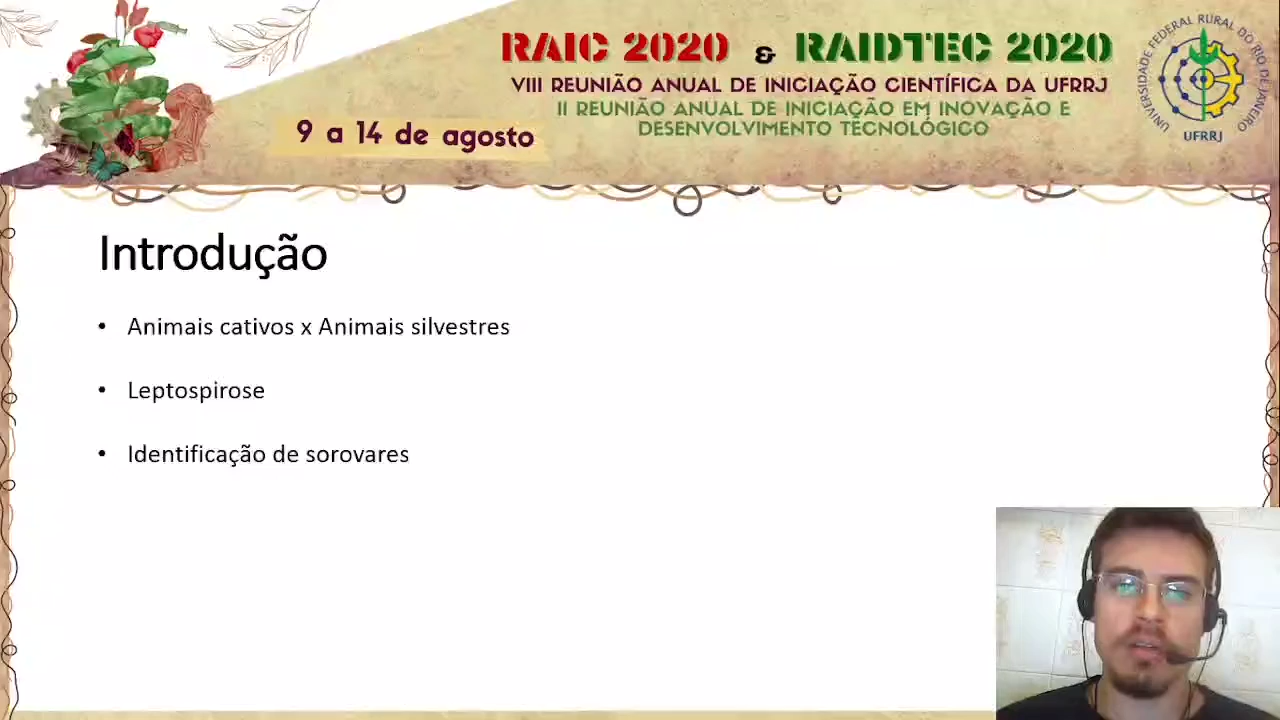 RAIC 2020 & RAIDTEC 2020
VIII REUNIÃO ANUAL DE INICIAÇÃO CIENTÍFICA DA UFRRJ
II REUNIÃO ANUAL DE INICIAÇÃO EM INOVAÇÃO E
DESENVOLVIMENTO TECNOLÓGICO
9 a 14 de agosto
UNIVERSIDADE FEDERAL RURAL DO RIO DE JANEIRO
UFRRJ
Introdução
• Animais cativos x Animais silvestres
• Leptospirose
• Identificação de sorovares